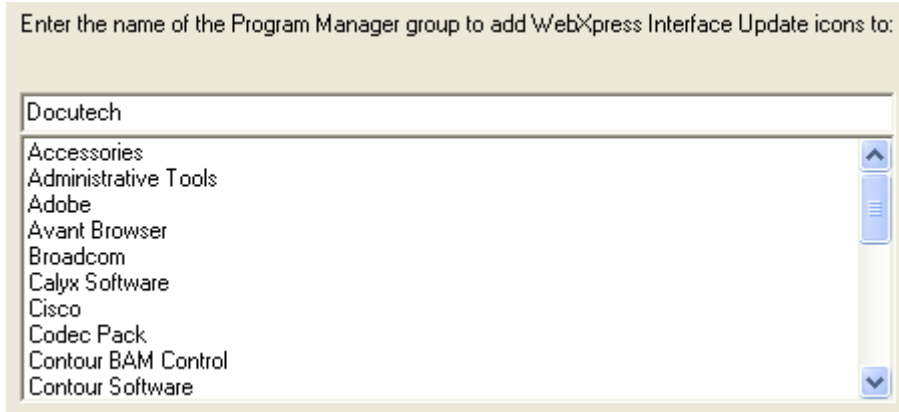 Enter the name of the Program Manager group to add WebXpress Interface Update icons to:
Docutech
Accessories
Administrative Tools
Adobe
Avant Browser
Broadcom
Calyx Software
Cisco
Codec Pack
Contour BAM Control
Contour Software